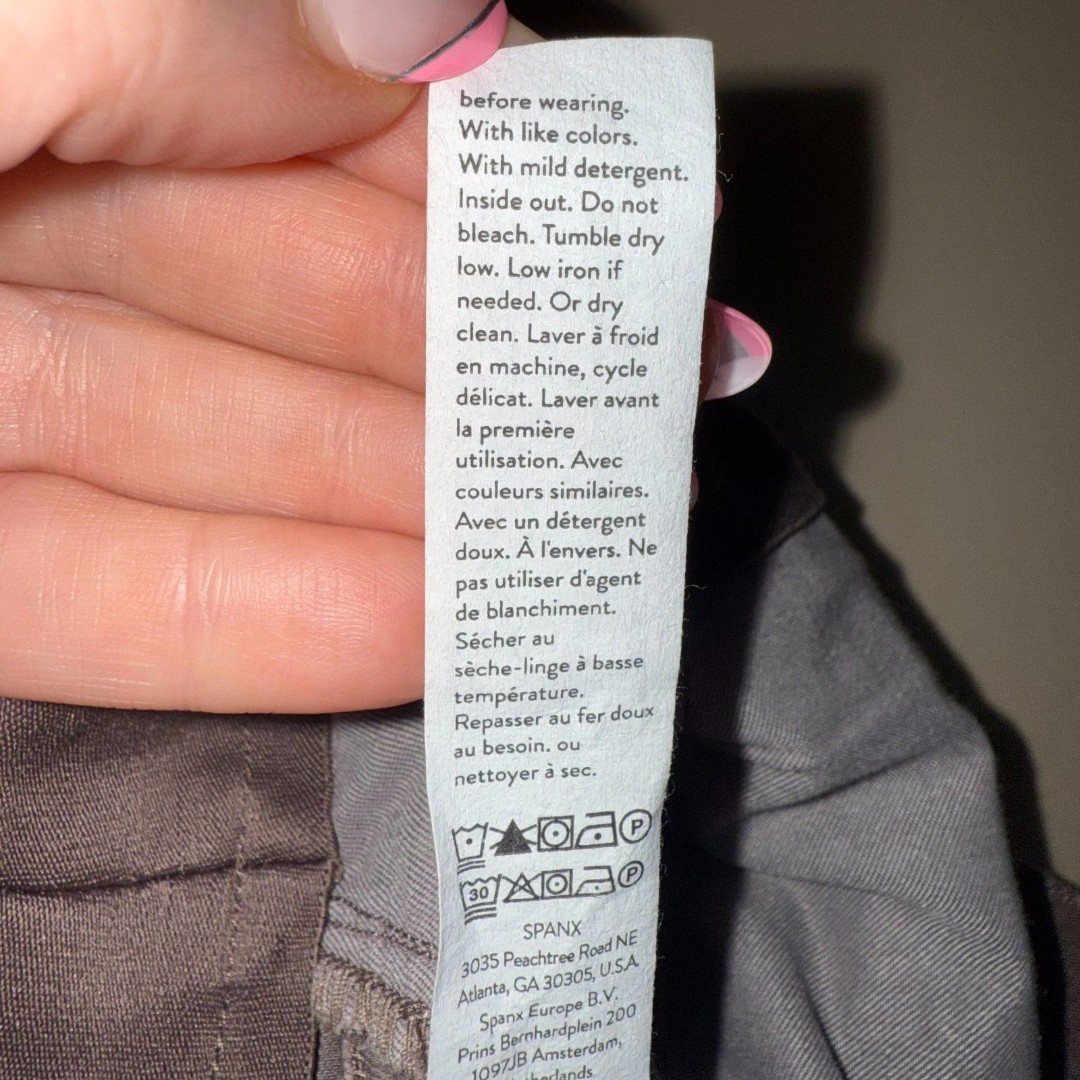 before wearing.
With like colors.
With mild detergent.
Inside out. Do not
bleach. Tumble dry
low. Low iron if
needed. Or dry
clean. Laver à froid
en machine, cycle
délicat. Laver avant
la première
utilisation. Avec
couleurs similaires.
Avec un détergent
doux. À l'envers. Ne
pas utiliser d'agent
de blanchiment.
Sécher au
sèche-linge à basse
température.
Repasser au fer doux
au besoin. ou
nettoyer à sec.
P
30 P
SPANX
3035 Peachtree Road NE
Atlanta, GA 30305, U.S.A.
Spanx Europe B.V.
Prins Bernhardplein 200
1097JB Amsterdam,